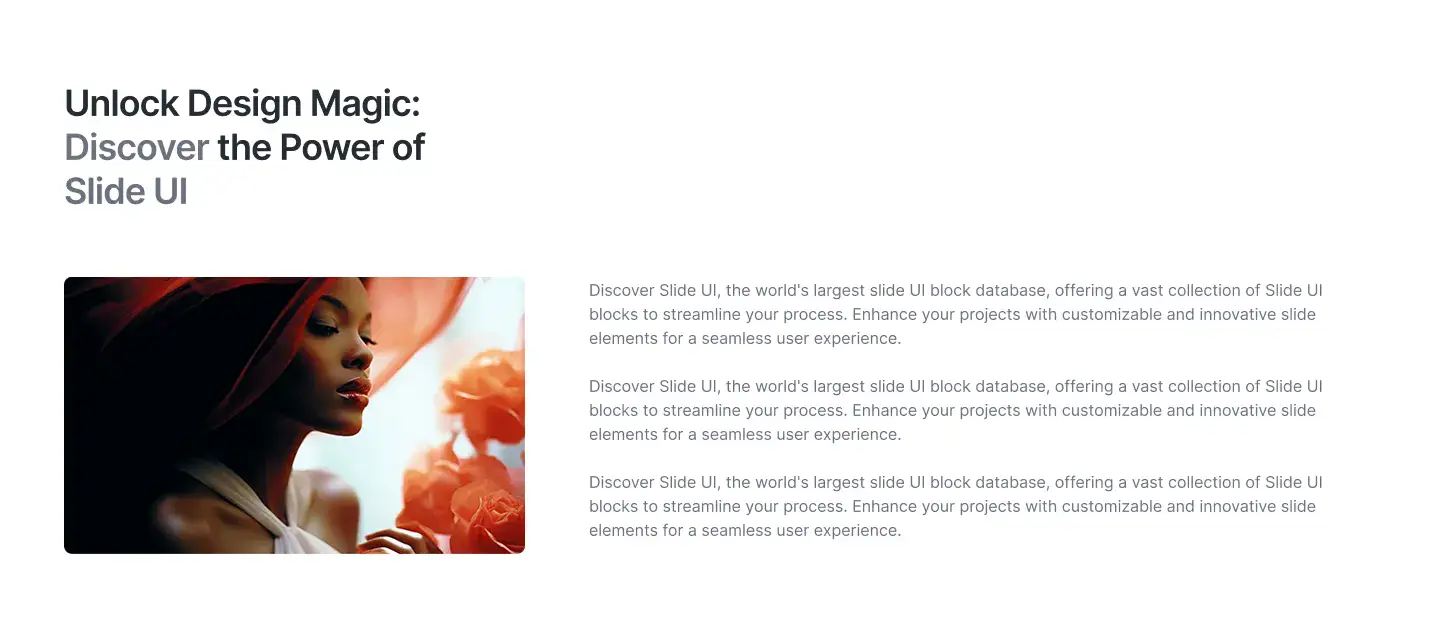 Unlock Design Magic:
Discover the Power of
Slide UI
Discover Slide UI, the world's largest slide UI block database, offering a vast collection of Slide UI
blocks to streamline your process. Enhance your projects with customizable and innovative slide
elements for a seamless user experience.
Discover Slide UI, the world's largest slide UI block database, offering a vast collection of Slide UI
blocks to streamline your process. Enhance your projects with customizable and innovative slide
elements for a seamless user experience.
Discover Slide UI, the world's largest slide UI block database, offering a vast collection of Slide UI
blocks to streamline your process. Enhance your projects with customizable and innovative slide
elements for a seamless user experience.